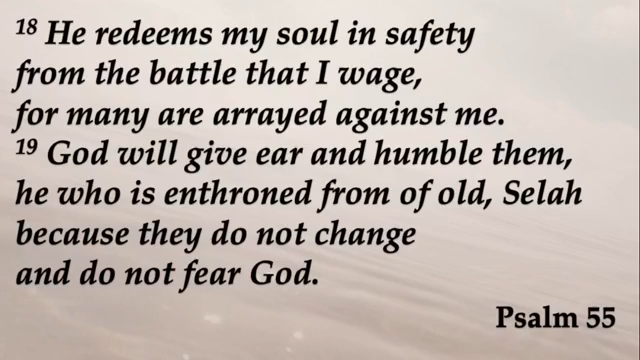 18 He redeems my soul in safety
from the battle that I wage,
for many are arrayed against me.
19 God will give ear and humble them,
he who is enthroned from of old, Selah
because they do not change
and do not fear God.
Psalm 55